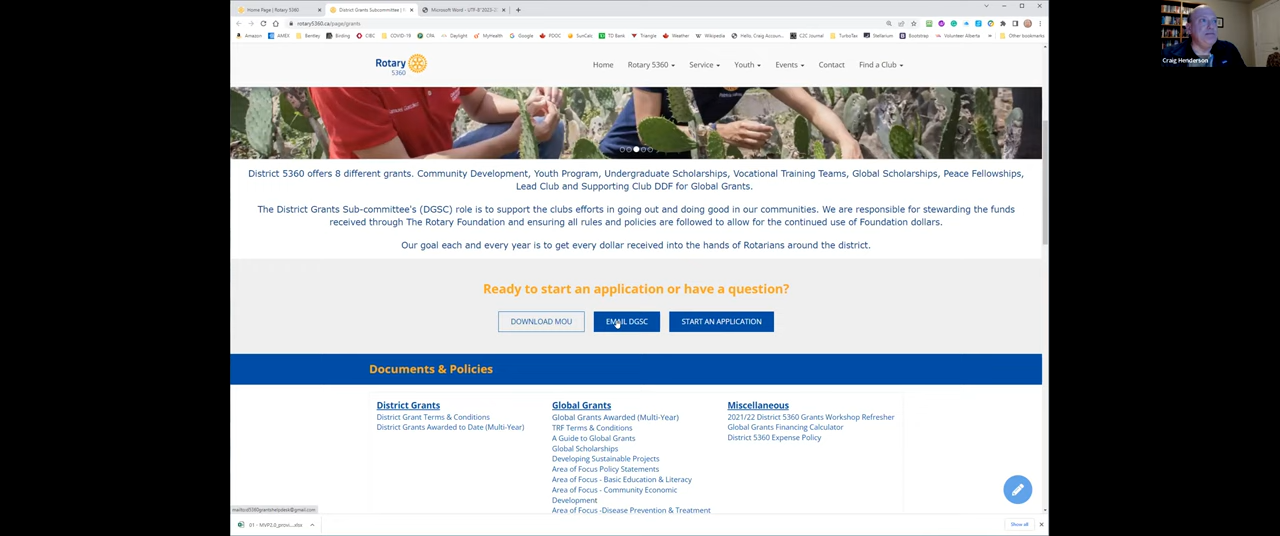 Home Page | Rotary 5360
District Grants Subcommittee |
Microsoft Word - UTF-8''2023-
rotary5360.ca/page/grants
Amazon AMEX Bentley Binding CIBC COVID-19 CPA Daylight MyHealth Google FDOC SunCalc TD Bank Triangle Weather Wikipedia Hello, Craig Accoun... C2C Journal TurboTax Stellarium Bootstrap Volunteer Alberta Other bookmarks
Rotary
5360
Home Rotary 5360 Service Youth Events Contact Find a Club
Craig Henderson
District 5360 offers 8 different grants. Community Development, Youth Program, Undergraduate Scholarships, Vocational Training Teams, Global Scholarships, Peace Fellowships,
Lead Club and Supporting Club DDF for Global Grants.
The District Grants Sub-committee's (DGSC) role is to support the clubs efforts in going out and doing good in our communities. We are responsible for stewarding the funds
received through The Rotary Foundation and ensuring all rules and policies are followed to allow for the continued use of Foundation dollars.
Our goal each and every year is to get every dollar received into the hands of Rotarians around the district.
Ready to start an application or have a question?
DOWNLOAD MOU EMAIL DGSC START AN APPLICATION
Documents & Policies
District Grants
District Grant Terms & Conditions
District Grants Awarded to Date (Multi-Year)
Global Grants
Global Grants Awarded (Multi-Year)
TRF Terms & Conditions
A Guide to Global Grants
Global Scholarships
Developing Sustainable Projects
Area of Focus Policy Statements
Area of Focus - Basic Education & Literacy
Area of Focus - Community Economic
Development
Area of Focus -Disease Prevention & Treatment
Miscellaneous
2021/22 District 5360 Grants Workshop Refresher
Global Grants Financing Calculator
District 5360 Expense Policy
mailto:d5360grantshelpdesk@gmail.com
Show all